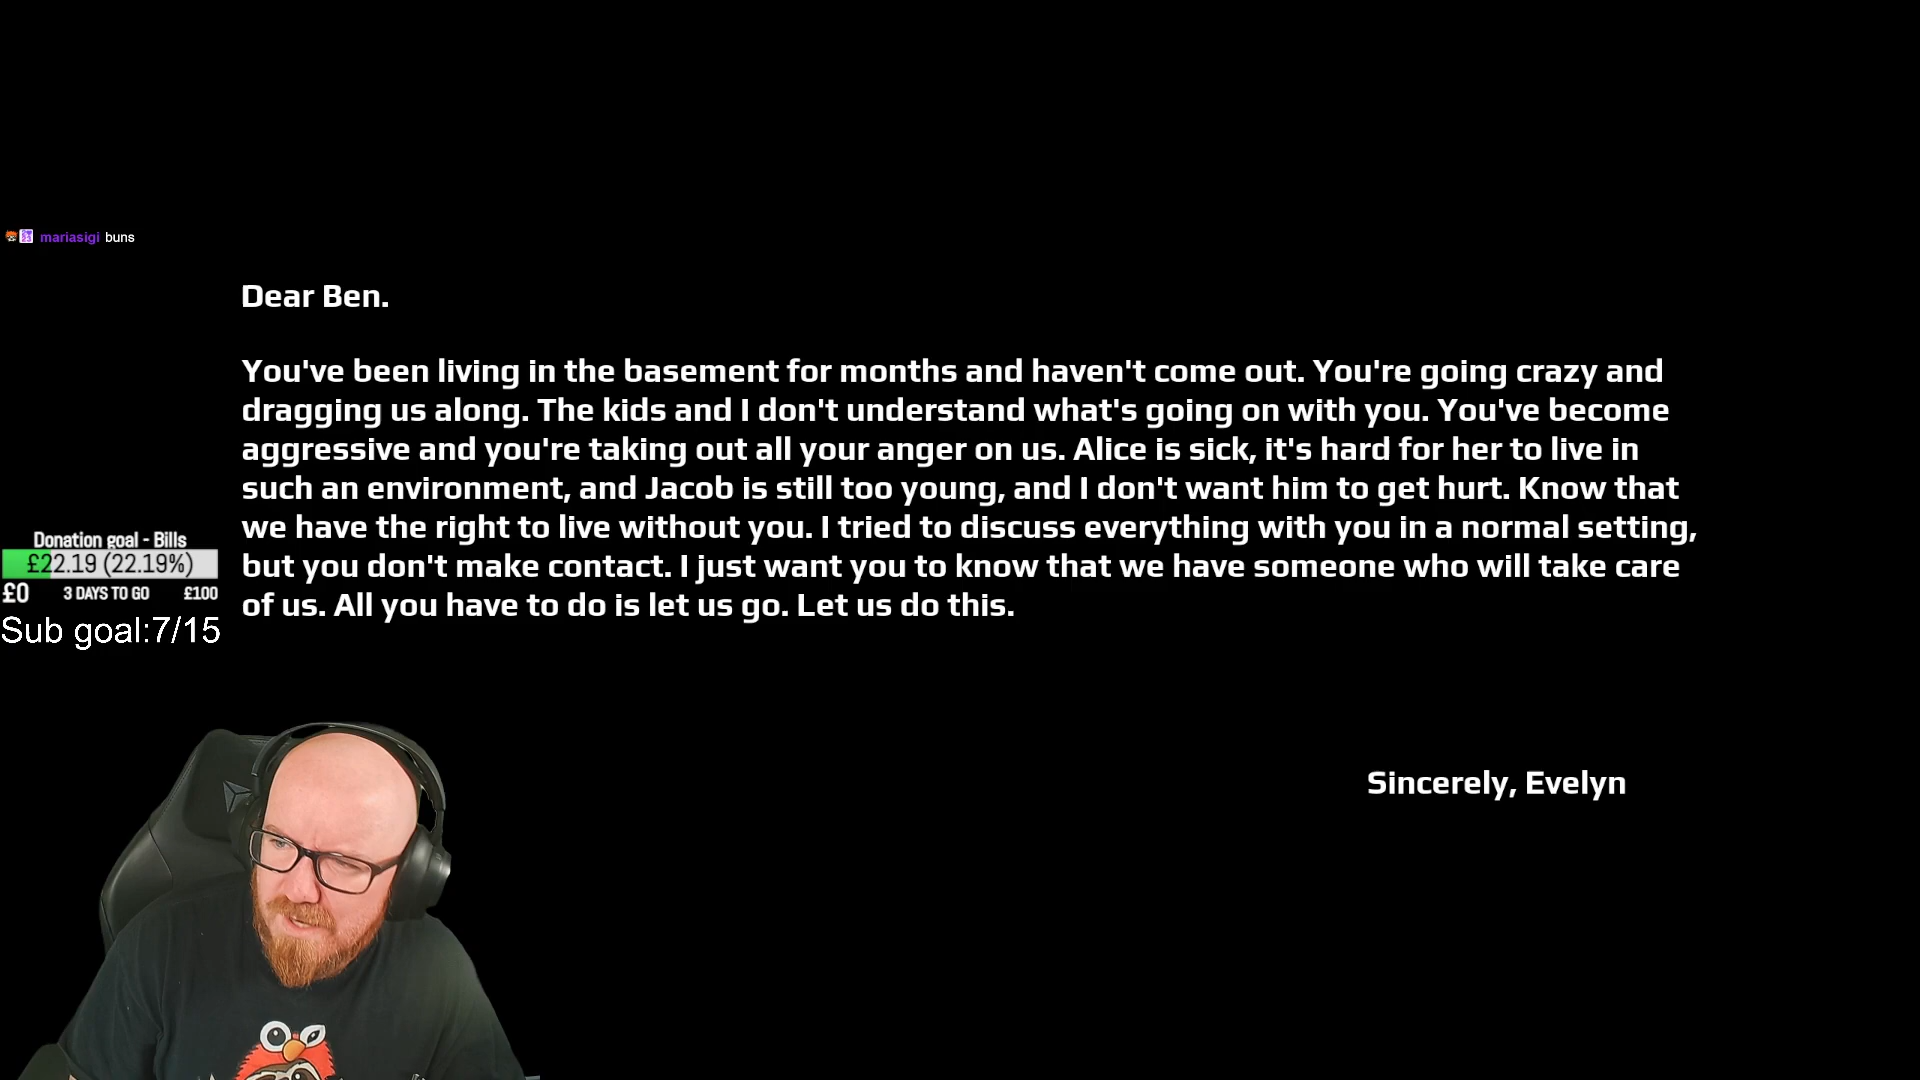 mariasigi buns
Dear Ben.
You've been living in the basement for months and haven't come out. You're going crazy and
dragging us along. The kids and I don't understand what's going on with you. You've become
aggressive and you're taking out all your anger on us. Alice is sick, it's hard for her to live in
such an environment, and Jacob is still too young, and I don't want him to get hurt. Know that
we have the right to live without you. I tried to discuss everything with you in a normal setting,
but you don't make contact. I just want you to know that we have someone who will take care
of us. All you have to do is let us go. Let us do this.
Donation goal - Bills
£22.19 (22.19%)
£0 3 DAYS TO GO £100
Sub goal:7/15
Sincerely, Evelyn